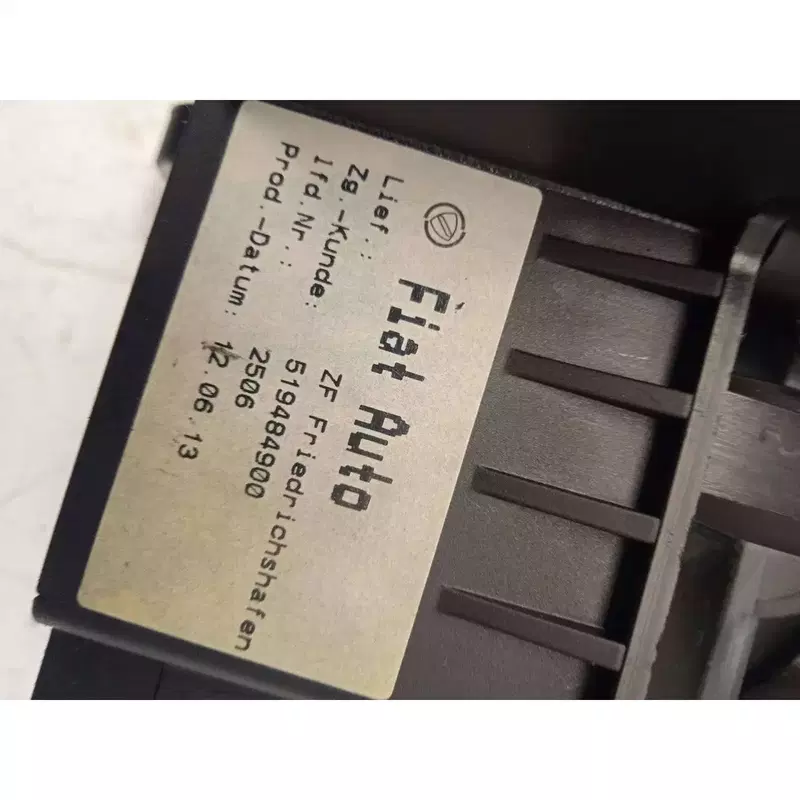 Fiat Auto
Lief.: ZF Friedrichshafen
Zg.-Kunde: 519484900
lfd.Nr.: 2506
Prod.-Datum: 12.06.13